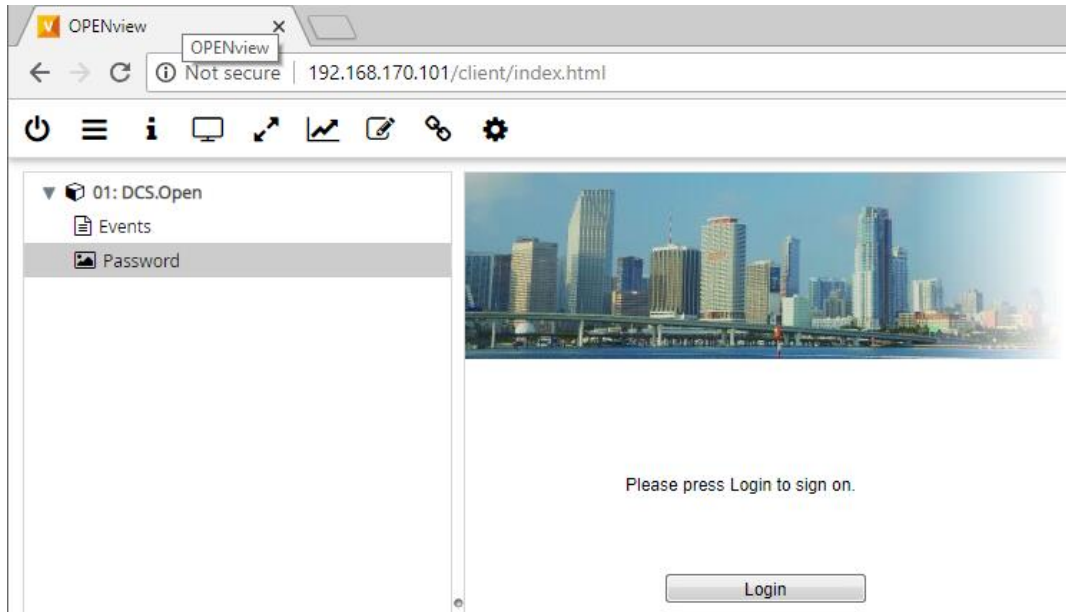 OPENview
OPENview
Not secure | 192.168.170.101/client/index.html
01: DCS.Open
Events
Password
Please press Login to sign on.
Login